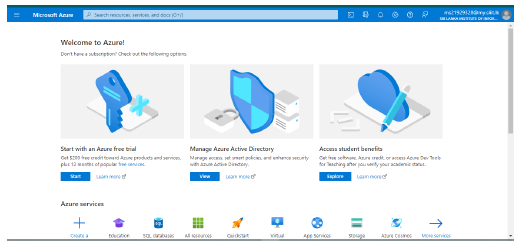 Microsoft Azure
Search resources, services, and docs (G+/)
SRI LANKA INSTITUTE OF INFOR...
Welcome to Azure!
Don't have a subscription? Check out the following options.
Start with an Azure free trial
Get $200 free credit toward Azure products and services,
plus 12 months of popular free services.
Start
Learn more
Manage Azure Active Directory
Manage access, set smart policies, and enhance security
with Azure Active Directory.
View
Learn more
Access student benefits
Get free software, Azure credit, or access Azure Dev Tools
for Teaching after you verify your academic status.
Explore
Learn more
Azure services
Create a
Education
SQL databases
All resources
Quickstart
Virtual
App Services
Storage
Azure Cosmos
More services